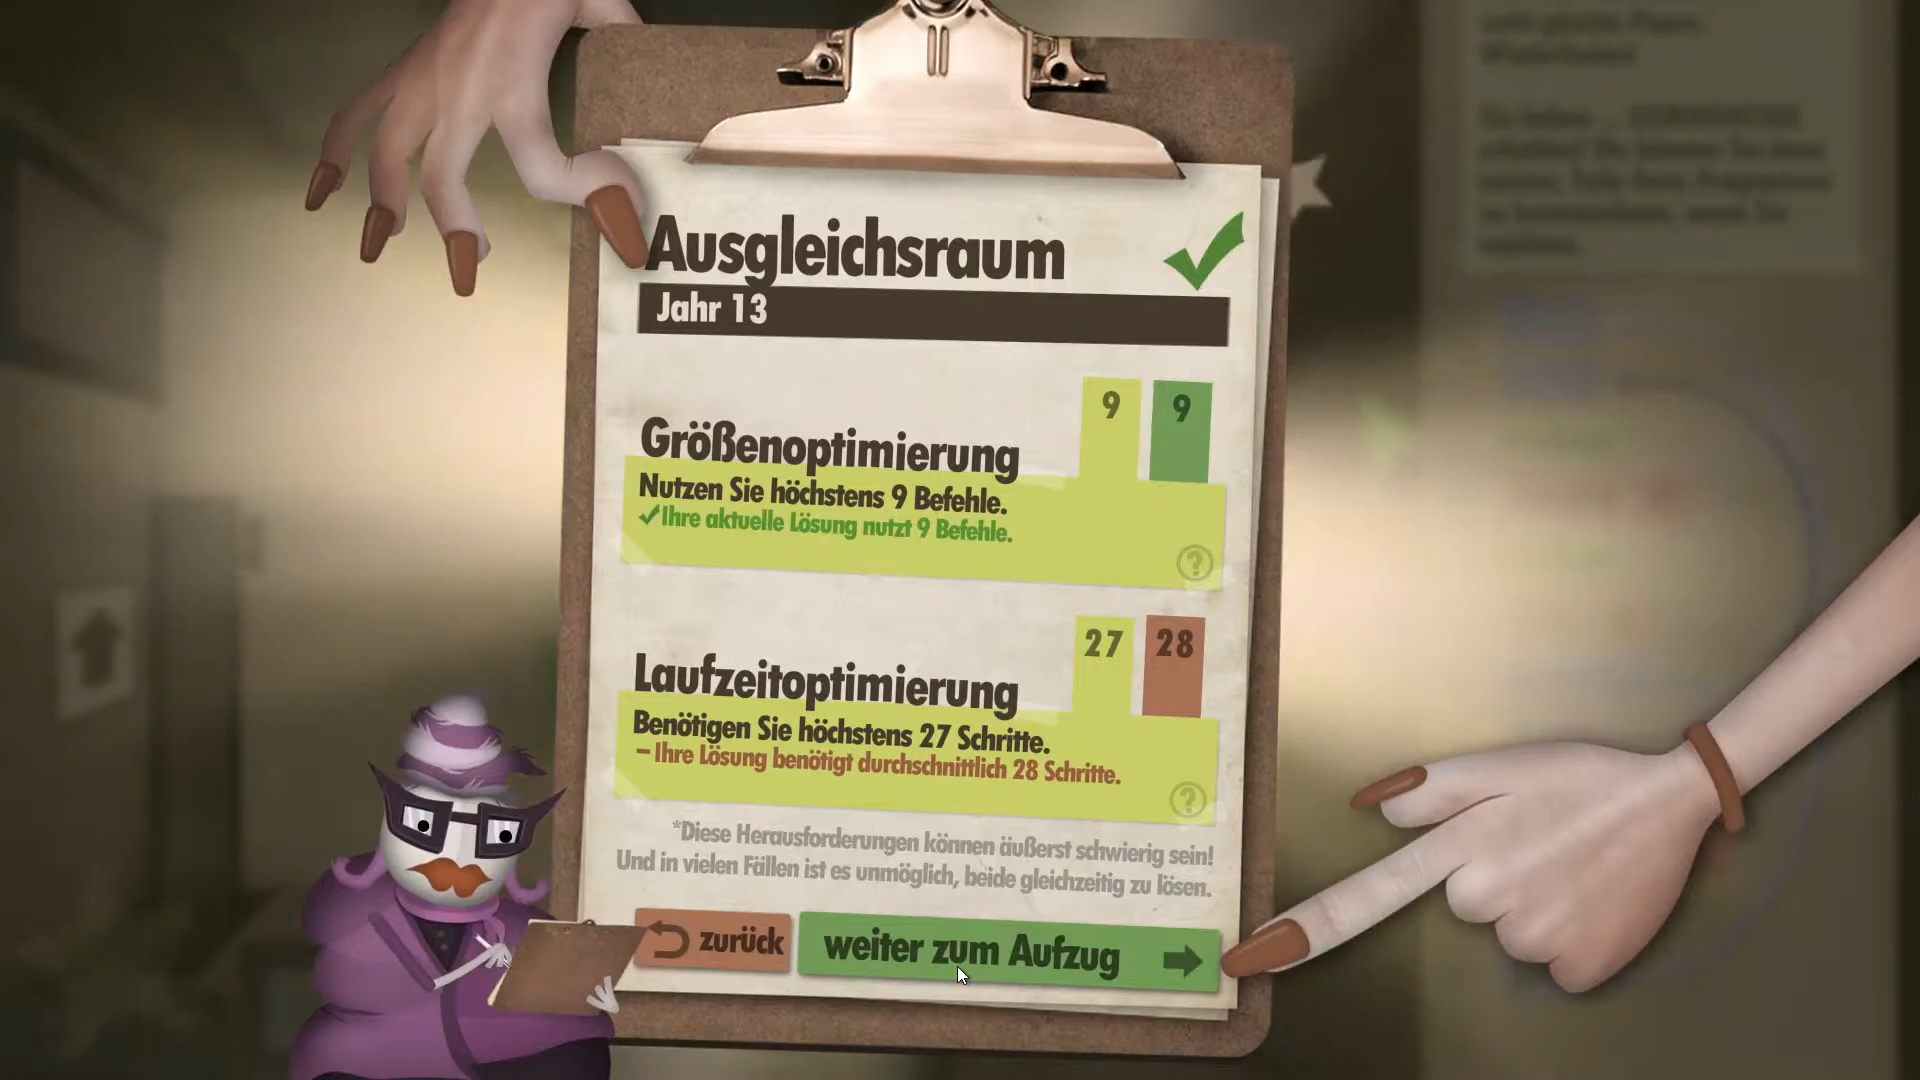 Ausgleichsraum
Jahr 13
9 9
Größenoptimierung
Nutzen Sie höchstens 9 Befehle.
✓Ihre aktuelle Lösung nutzt 9 Befehle.
?
27 28
Laufzeitoptimierung
Benötigen Sie höchstens 27 Schritte.
– Ihre Lösung benötigt durchschnittlich 28 Schritte.
?
*Diese Herausforderungen können äußerst schwierig sein!
Und in vielen Fällen ist es unmöglich, beide gleichzeitig zu lösen.
zurück
weiter zum Aufzug